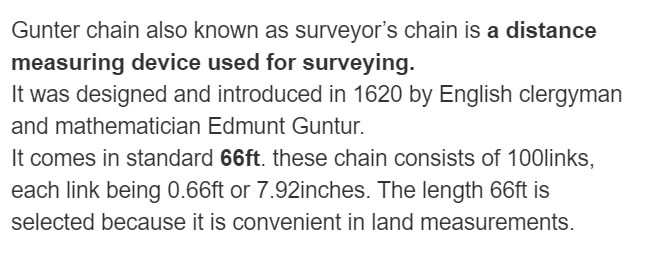 Gunter chain also known as surveyor’s chain is a distance
measuring device used for surveying.
It was designed and introduced in 1620 by English clergyman
and mathematician Edmunt Guntur.
It comes in standard 66ft. these chain consists of 100links,
each link being 0.66ft or 7.92inches. The length 66ft is
selected because it is convenient in land measurements.